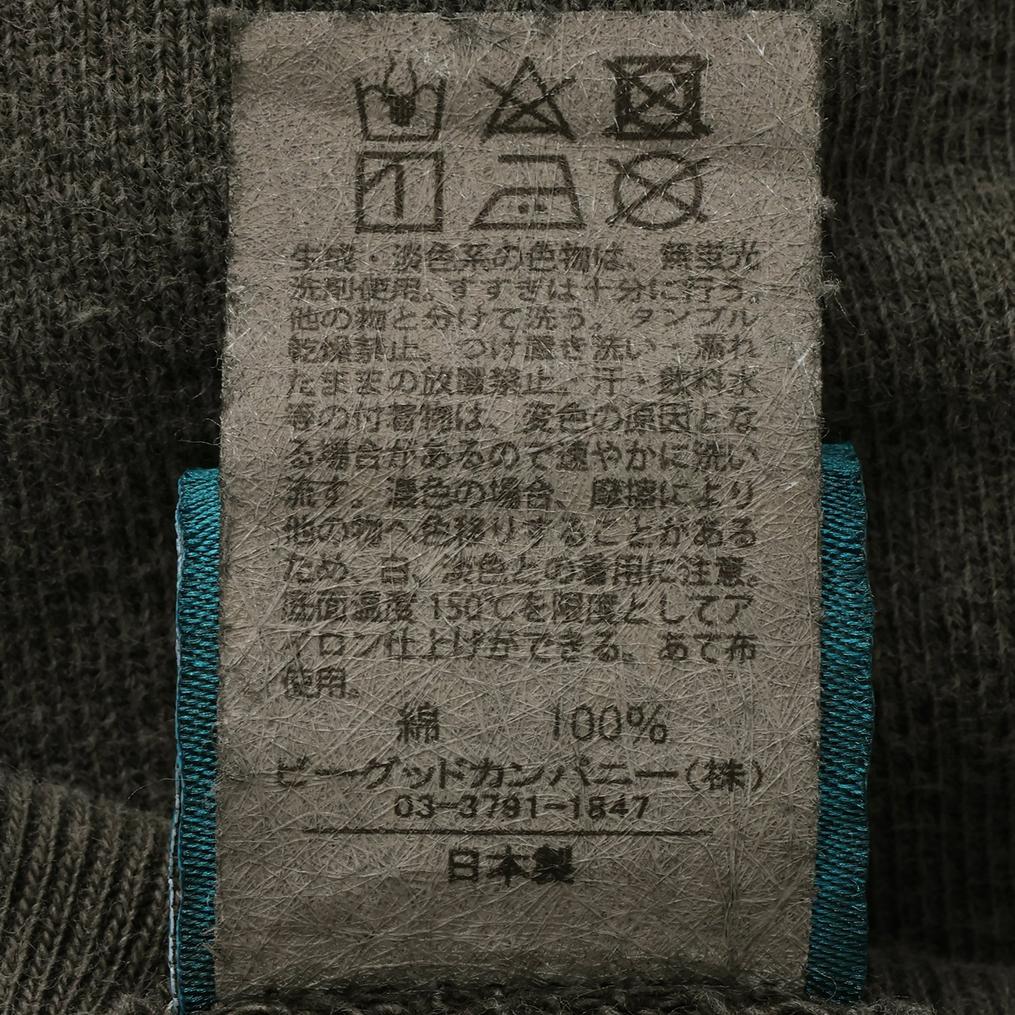 生成・淡色系の色物は、無蛍光
洗剤使用。すすぎは十分に行う。
他の物と分けて洗う。タンブル
乾燥禁止。つけ置き洗い・濡れ
たままの放置禁止。汗・飲料水
等の付着物は、変色の原因とな
る場合があるので速やかに洗い
流す。濃色の場合、摩擦により
他の物へ色移りすることがある
ため、白、淡色との着用に注意。
底面温度150℃を限度としてア
イロン仕上げができる。あて布
使用。
綿 100%
ビーグッドカンパニー(株)
03-3791-1847
日本製